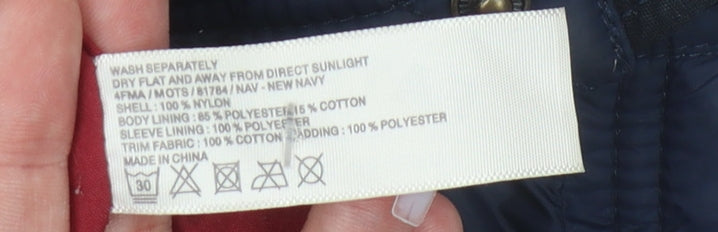 WASH SEPARATELY
DRY FLAT AND AWAY FROM DIRECT SUNLIGHT
4FMA / MOTS / 81784 / NAV - NEW NAVY
SHELL : 100 % NYLON
BODY LINING : 85 % POLYESTER 15 % COTTON
SLEEVE LINING : 100 % POLYESTER
TRIM FABRIC : 100 % COTTON PADDING : 100 % POLYESTER
MADE IN CHINA
30